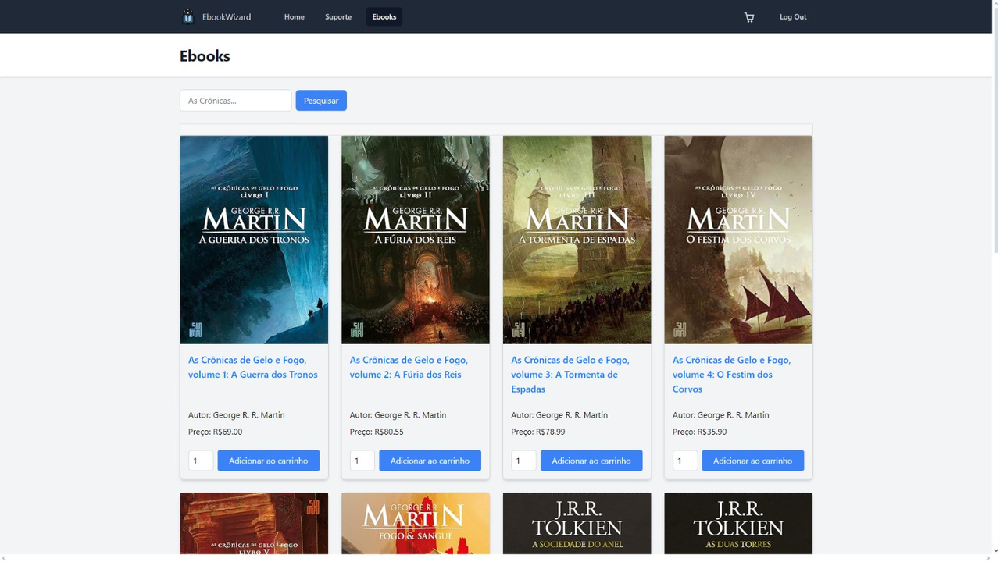 EbookWizard
Home
Suporte
Ebooks
Log Out
Ebooks
As Crônicas...
Pesquisar
AS CRÔNICAS DE GELO E FOGO
LIVRO I
GEORGE R.R.
MARTIN
A GUERRA DOS TRONOS
SUMA
AS CRÔNICAS DE GELO E FOGO
LIVRO II
GEORGE R.R.
MARTIN
A FÚRIA DOS REIS
SUMA
AS CRÔNICAS DE GELO E FOGO
LIVRO III
GEORGE R.R.
MARTIN
A TORMENTA DE ESPADAS
SUMA
AS CRÔNICAS DE GELO E FOGO
LIVRO IV
GEORGE R.R.
MARTIN
O FESTIM DOS CORVOS
SUMA
As Crônicas de Gelo e Fogo,
volume 1: A Guerra dos Tronos
Autor: George R. R. Martin
Preço: R$69.00
1
Adicionar ao carrinho
As Crônicas de Gelo e Fogo,
volume 2: A Fúria dos Reis
Autor: George R. R. Martin
Preço: R$80.55
1
Adicionar ao carrinho
As Crônicas de Gelo e Fogo,
volume 3: A Tormenta de
Espadas
Autor: George R. R. Martin
Preço: R$78.99
1
Adicionar ao carrinho
As Crônicas de Gelo e Fogo,
volume 4: O Festim dos
Corvos
Autor: George R. R. Martin
Preço: R$35.90
1
Adicionar ao carrinho
SUMA
AS CRÔNICAS DE GELO E FOGO
LIVRO V
GEORGE R.R.
MARTIN
FOGO & SANGUE
J.R.R.
TOLKIEN
A SOCIEDADE DO ANEL
J.R.R.
TOLKIEN
AS DUAS TORRES